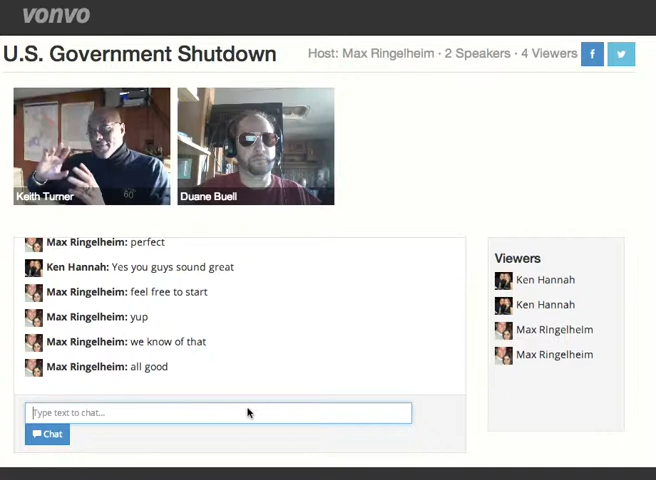 vonvo
U.S. Government Shutdown
Host: Max Ringelheim · 2 Speakers · 4 Viewers
Keith Turner
Duane Buell
Max Ringelheim: perfect
Ken Hannah: Yes you guys sound great
Max Ringelheim: feel free to start
Max Ringelheim: yup
Max Ringelheim: we know of that
Max Ringelheim: all good
Type text to chat...
Chat
Viewers
Ken Hannah
Ken Hannah
Max Ringelheim
Max Ringelheim